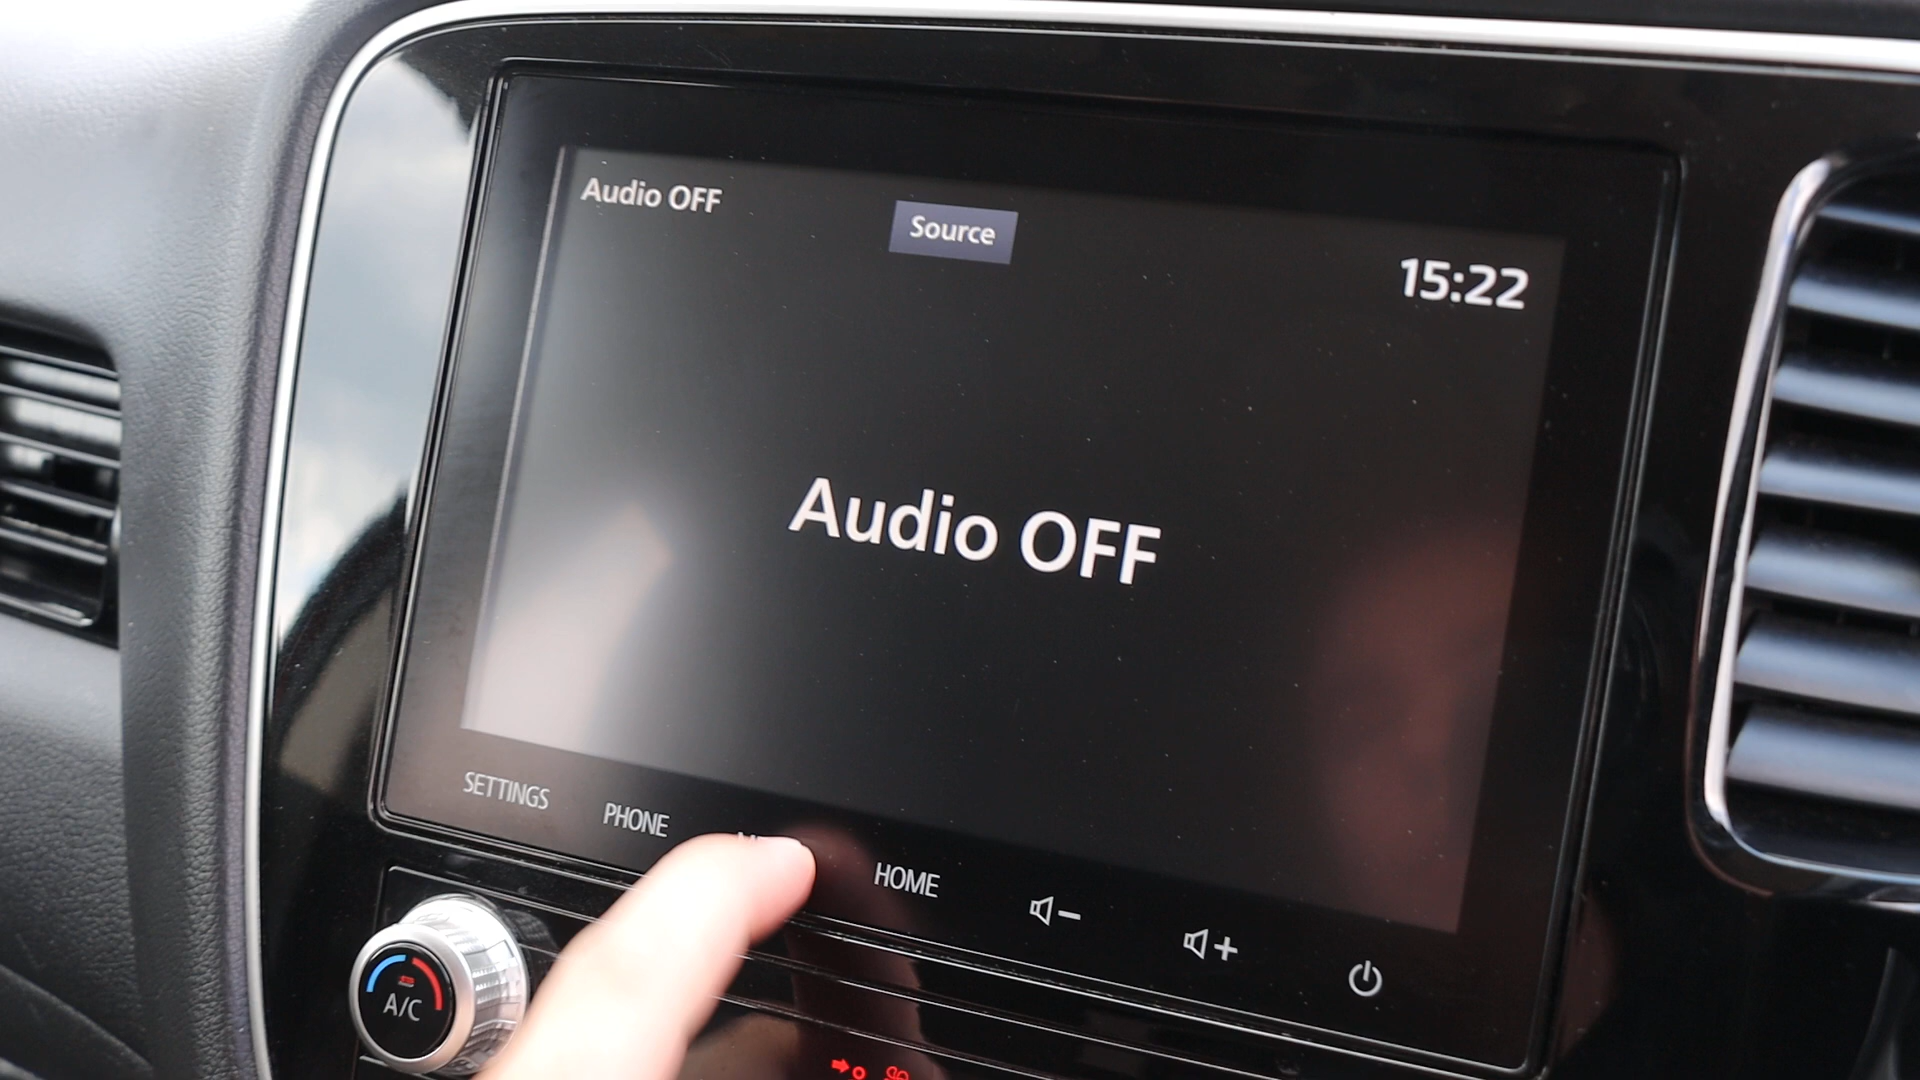 Audio OFF
Source
15:22
Audio OFF
SETTINGS
PHONE
HOME
A/C